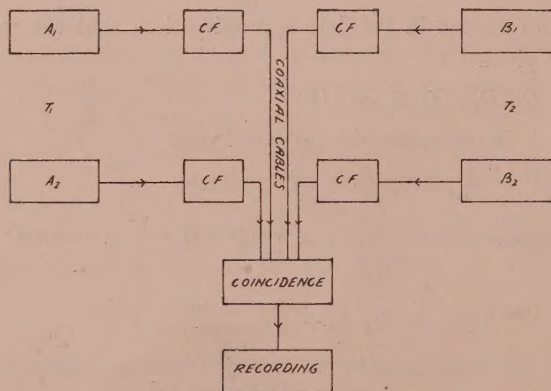 A1
CF
CF
B1
COAXIAL CABLES
T1
T2
A2
CF
CF
B2
COINCIDENCE
RECORDING